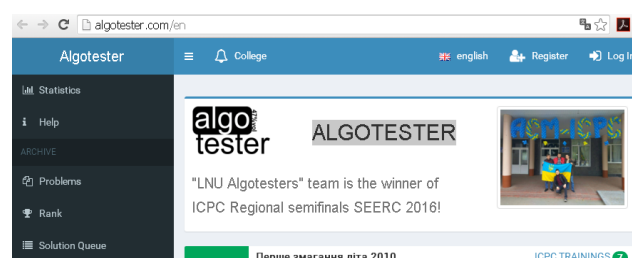 algotester.com/en
Algotester
College
english
Register
Log In
Statistics
Help
ARCHIVE
Problems
Rank
Solution Queue
algo
tester
ALGOTESTER
"LNU Algotesters" team is the winner of
ICPC Regional semifinals SEERC 2016!
Перше змагання літа 2010
ICPC TRAININGS 7